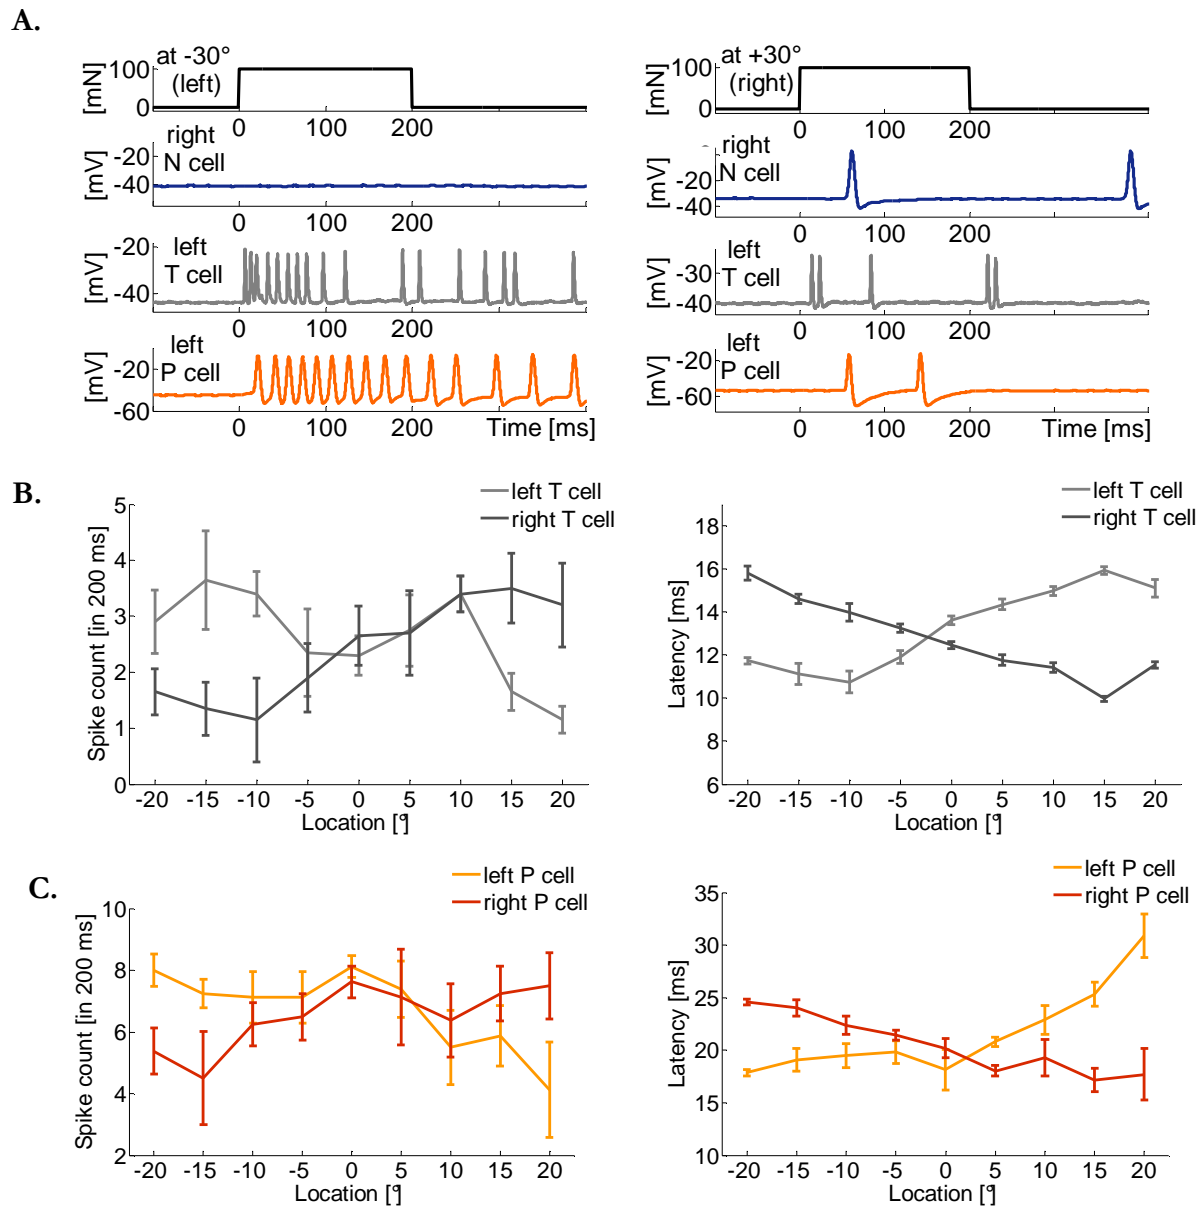 A.
at -30°
(left)
[mN]
100
0
0 100 200
right
N cell
[mV]
-20
-40
0 100 200
left
T cell
[mV]
-20
-40
0 100 200
left
P cell
[mV]
-20
-60
0 100 200 Time [ms]
at +30°
(right)
[mN]
100
0
0 100 200
right
N cell
[mV]
-20
-40
0 100 200
left
T cell
[mV]
-30
-40
0 100 200
left
P cell
[mV]
-20
-60
0 100 200 Time [ms]
B.
left T cell
right T cell
Spike count [in 200 ms]
5
4
3
2
1
0
-20 -15 -10 -5 0 5 10 15 20
Location [°]
left T cell
right T cell
Latency [ms]
18
16
14
12
10
8
6
-20 -15 -10 -5 0 5 10 15 20
Location [°]
C.
left P cell
right P cell
Spike count [in 200 ms]
10
8
6
4
2
-20 -15 -10 -5 0 5 10 15 20
Location [°]
left P cell
right P cell
Latency [ms]
35
30
25
20
15
10
-20 -15 -10 -5 0 5 10 15 20
Location [°]